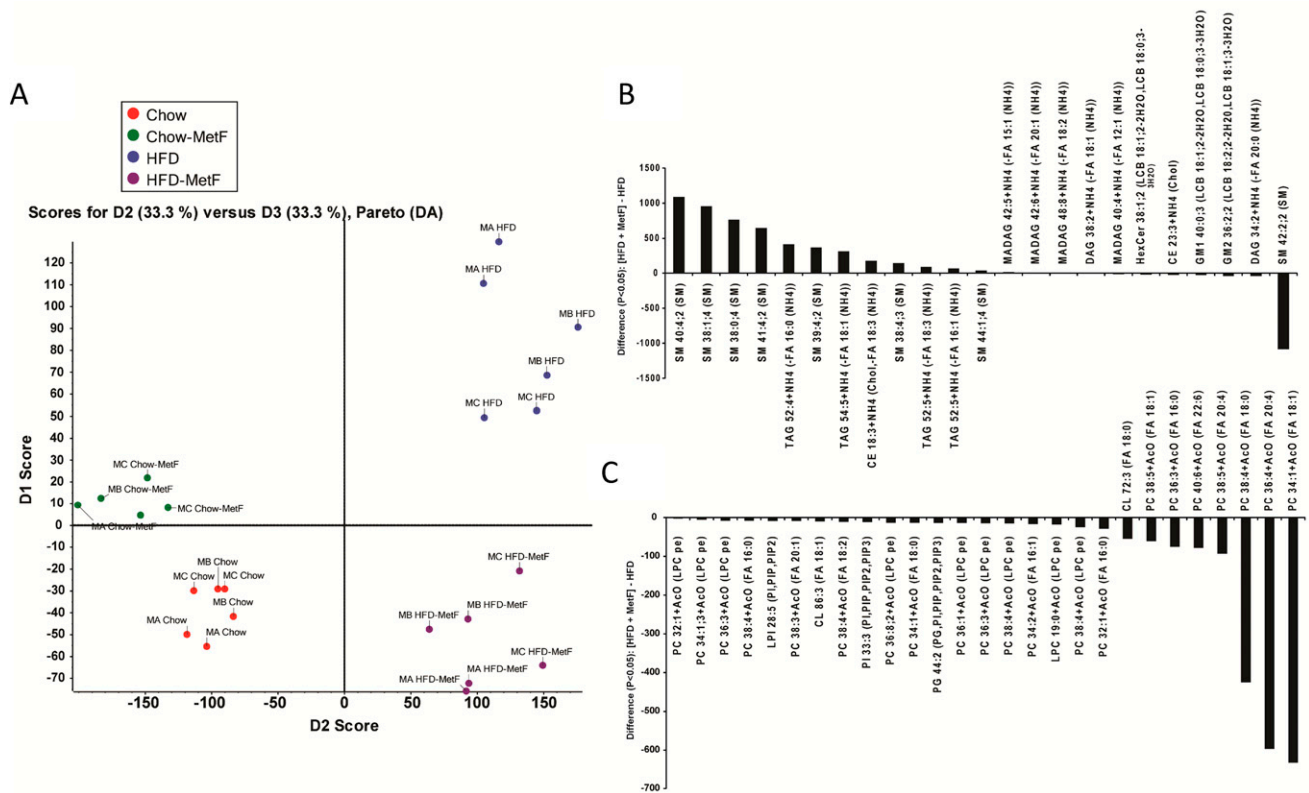 A
Chow
Chow-MetF
HFD
HFD-MetF
Scores for D2 (33.3 %) versus D3 (33.3 %), Pareto (DA)
D1 Score
120
110
100
90
80
70
60
50
40
30
20
10
0
-10
-20
-30
-40
-50
-60
-70
MA HFD
MA HFD
MB HFD
MB HFD
MC HFD
MC HFD
MC Chow-MetF
MB Chow-MetF
MC Chow-MetF
MA Chow-MetF
MB Chow
MC Chow
MC Chow
MB Chow
MA Chow
MA Chow
MC HFD-MetF
MB HFD-MetF
MB HFD-MetF
MC HFD-MetF
MA HFD-MetF
MA HFD-MetF
-150
-100
-50
0
50
100
150
D2 Score
B
Difference (P<0.05): [HFD + MetF] - HFD
1500
1000
500
0
-500
-1000
-1500
SM 40:4;2 (SM)
SM 38:1;4 (SM)
SM 38:0;4 (SM)
SM 41:4;2 (SM)
TAG 52:4+NH4 (-FA 16:0 (NH4))
SM 39:4;2 (SM)
TAG 54:5+NH4 (-FA 18:1 (NH4))
CE 18:3+NH4 (Chol,-FA 18:3 (NH4))
SM 38:4;3 (SM)
TAG 52:5+NH4 (-FA 18:3 (NH4))
TAG 52:5+NH4 (-FA 16:1 (NH4))
SM 44:1;4 (SM)
MADAG 42:5+NH4 (-FA 15:1 (NH4))
MADAG 42:6+NH4 (-FA 20:1 (NH4))
MADAG 48:8+NH4 (-FA 18:2 (NH4))
DAG 38:2+NH4 (-FA 18:1 (NH4))
MADAG 40:4+NH4 (-FA 12:1 (NH4))
HexCer 38:1;2 (LCB 18:1;2-2H2O,LCB 18:0;3-
3H2O)
CE 23:3+NH4 (Chol)
GM1 40:0;3 (LCB 18:1;2-2H2O,LCB 18:0;3-3H2O)
GM2 36:2;2 (LCB 18:2;2-2H20,LCB 18:1;3-3H2O)
DAG 34:2+NH4 (-FA 20:0 (NH4))
SM 42:2;2 (SM)
C
Difference (P<0.05): [HFD + MetF] - HFD
0
-100
-200
-300
-400
-500
-600
-700
PC 32:1+AcO (LPC pe)
PC 34:1;3+AcO (LPC pe)
PC 36:3+AcO (LPC pe)
PC 38:4+AcO (FA 16:0)
LPI 28:5 (PI,PIP,PIP2)
PC 38:3+AcO (FA 20:1)
CL 86:3 (FA 18:1)
PC 38:4+AcO (FA 18:2)
PI 33:3 (PI,PIP,PIP2,PIP3)
PC 36:8;2+AcO (LPC pe)
PC 34:1+AcO (FA 18:0)
PG 44:2 (PG,PI,PIP,PIP2,PIP3)
PC 36:1+AcO (LPC pe)
PC 36:3+AcO (LPC pe)
PC 38:4+AcO (LPC pe)
PC 34:2+AcO (FA 16:1)
LPC 19:0+AcO (LPC pe)
PC 38:4+AcO (LPC pe)
PC 32:1+AcO (FA 16:0)
CL 72:3 (FA 18:0)
PC 38:5+AcO (FA 18:1)
PC 36:3+AcO (FA 16:0)
PC 40:6+AcO (FA 22:6)
PC 38:5+AcO (FA 20:4)
PC 38:4+AcO (FA 18:0)
PC 36:4+AcO (FA 20:4)
PC 34:1+AcO (FA 18:1)